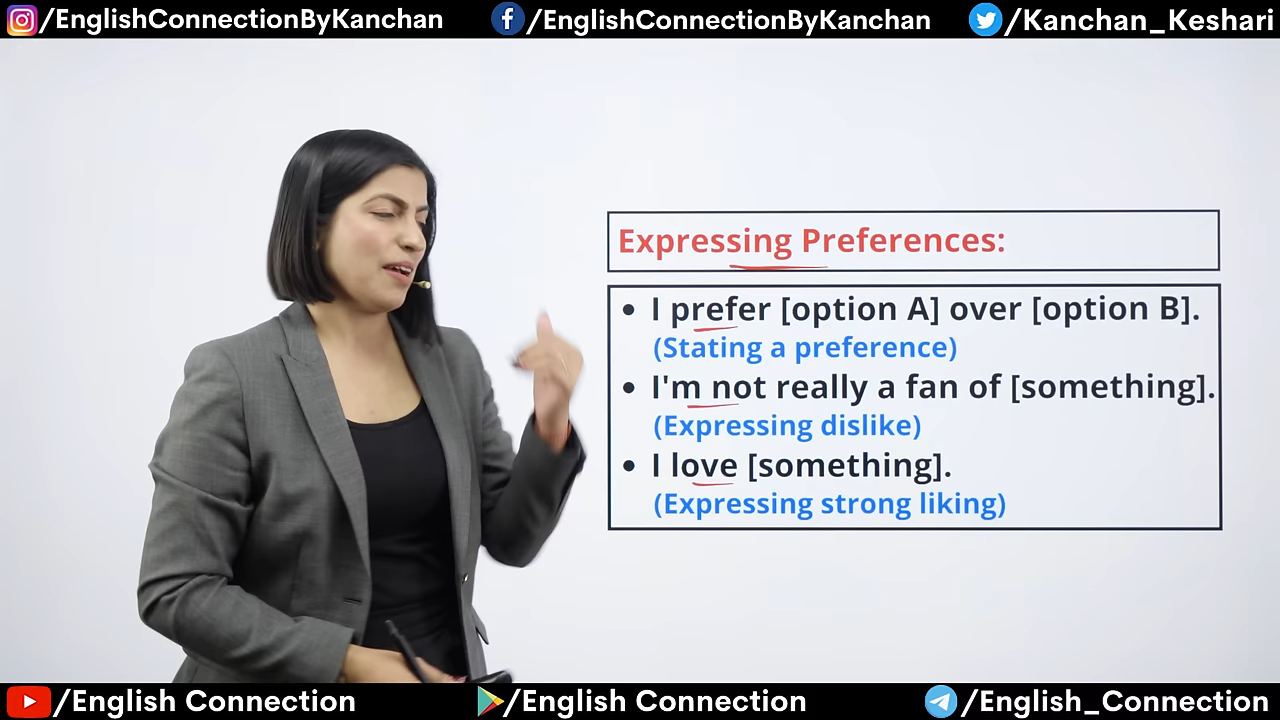 /EnglishConnectionByKanchan /EnglishConnectionByKanchan /Kanchan_Keshari
Expressing Preferences:
• I prefer [option A] over [option B].
(Stating a preference)
• I'm not really a fan of [something].
(Expressing dislike)
• I love [something].
(Expressing strong liking)
/English Connection /English Connection /English_Connection